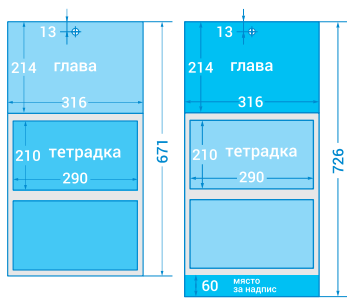 13
214
глава
316
210
тетрадка
290
671
13
214
глава
316
210
тетрадка
290
726
60
място
за надпис